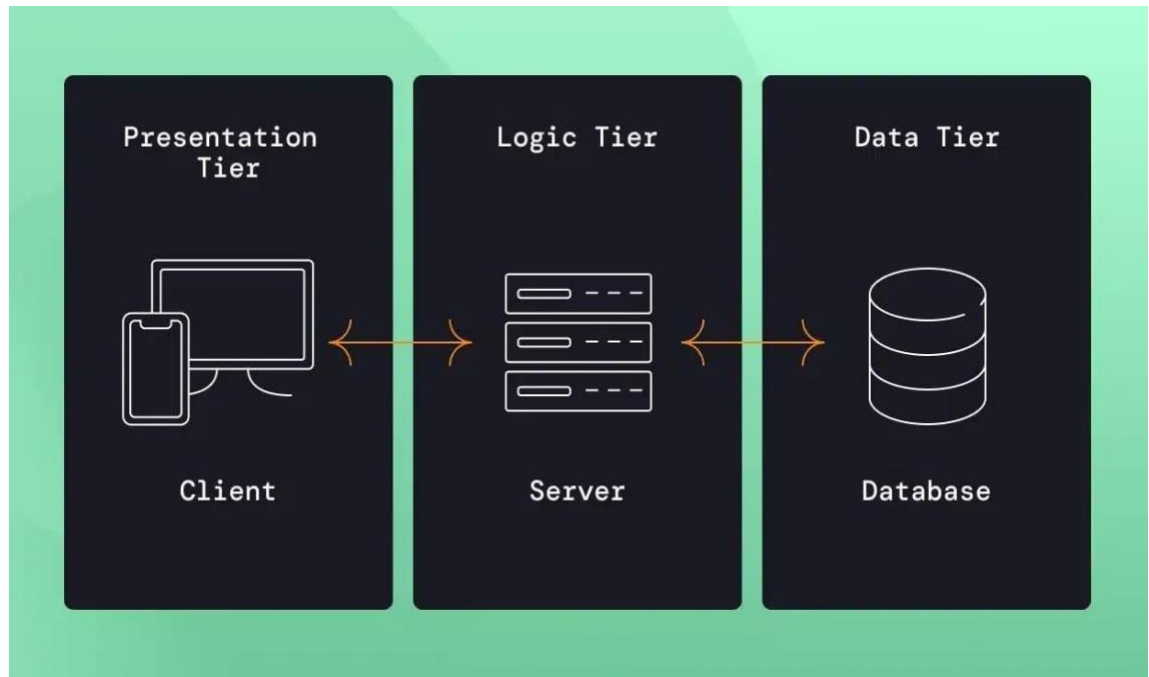 Presentation
Tier
Logic Tier
Data Tier
Client
Server
Database